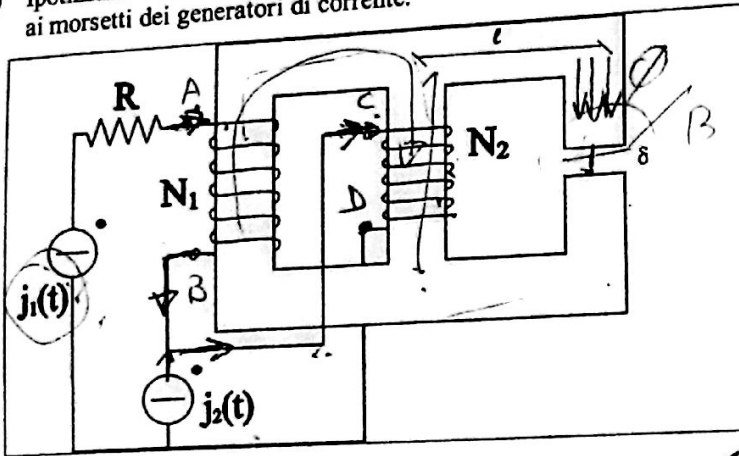 ai morsetti dei generatori di corrente.
ℓ
R
A
C
N₁
N₂
B
δ
D
B
j₁(t)
j₂(t)